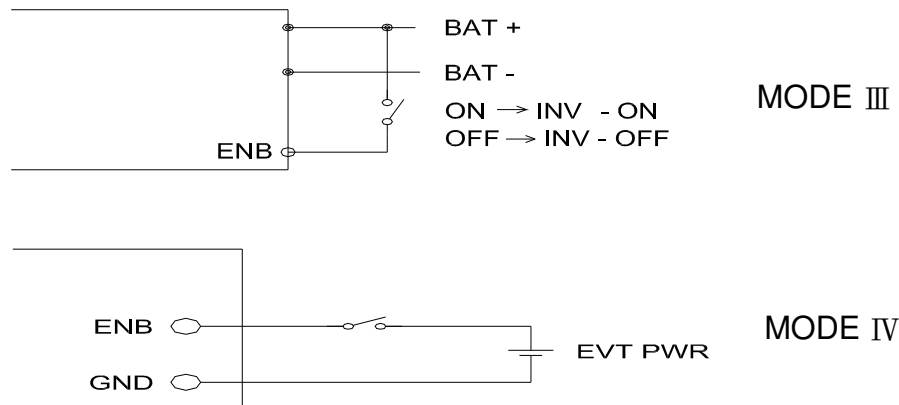 BAT +
BAT -
MODE Ⅲ
ON → INV - ON
OFF → INV - OFF
ENB
ENB
MODE Ⅳ
EVT PWR
GND